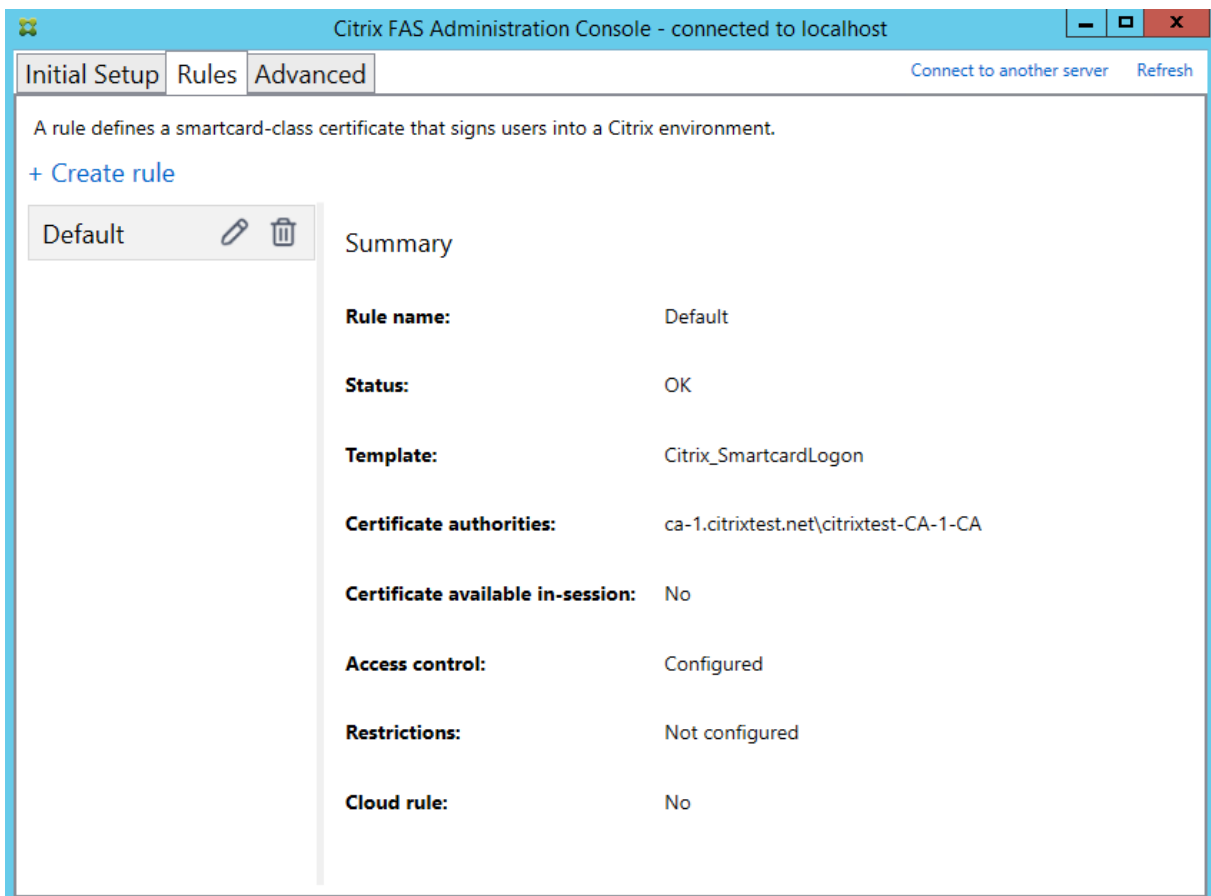 Citrix FAS Administration Console - connected to localhost
Initial Setup Rules Advanced Connect to another server Refresh
A rule defines a smartcard-class certificate that signs users into a Citrix environment.
+ Create rule
Default
Summary
Rule name: Default
Status: OK
Template: Citrix_SmartcardLogon
Certificate authorities: ca-1.citrixtest.net\citrixtest-CA-1-CA
Certificate available in-session: No
Access control: Configured
Restrictions: Not configured
Cloud rule: No